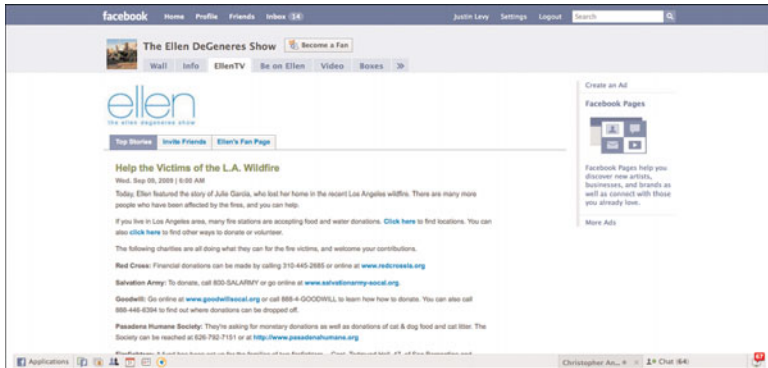 facebook Home Profile Friends Inbox 14 Justin Levy Settings Logout Search
The Ellen DeGeneres Show Become a Fan
Wall Info EllenTV Be on Ellen Video Boxes >>
Create an Ad
Facebook Pages
Facebook Pages help you
discover new artists,
businesses, and brands as
well as connect with those
you already love.
More Ads
ellen
the ellen degeneres show
Top Stories Invite Friends Ellen's Fan Page
Help the Victims of the L.A. Wildfire
Wed. Sep 09, 2009 | 6:00 AM
Today, Ellen featured the story of Julie Garcia, who lost her home in the recent Los Angeles wildfire. There are many more
people who have been affected by the fires, and you can help.
If you live in Los Angeles area, many fire stations are accepting food and water donations. Click here to find locations. You can
also click here to find other ways to donate or volunteer.
The following charities are all doing what they can for the fire victims, and welcome your contributions.
Red Cross: Financial donations can be made by calling 310-445-2685 or online at www.redcrossla.org
Salvation Army: To donate, call 800-SALARMY or go online at www.salvationarmy-socal.org.
Goodwill: Go online at www.goodwillsocal.org or call 888-4-GOODWILL to learn how how to donate. You can also call
888-446-6394 to find out where donations can be dropped off.
Pasadena Humane Society: They're asking for monetary donations as well as donations of cat & dog food and cat litter. The
Society can be reached at 626-792-7151 or at http://www.pasadenahumane.org
Applications Christopher An... Chat (64) 67